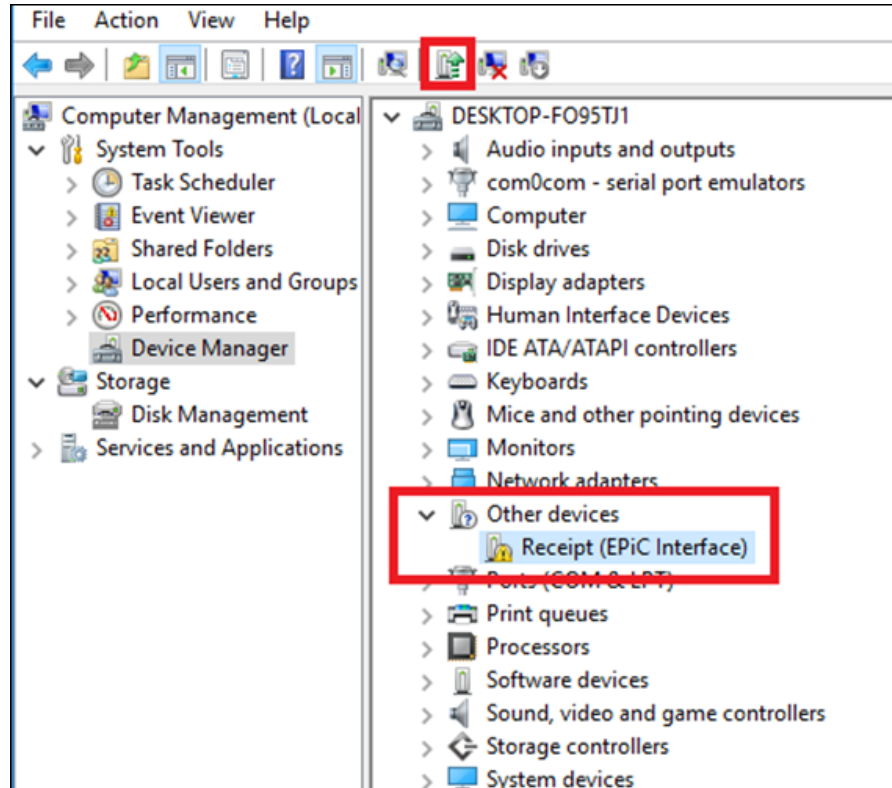 File Action View Help
Computer Management (Local
System Tools
Task Scheduler
Event Viewer
Shared Folders
Local Users and Groups
Performance
Device Manager
Storage
Disk Management
Services and Applications
DESKTOP-FO95TJ1
Audio inputs and outputs
com0com - serial port emulators
Computer
Disk drives
Display adapters
Human Interface Devices
IDE ATA/ATAPI controllers
Keyboards
Mice and other pointing devices
Monitors
Network adapters
Other devices
Receipt (EPiC Interface)
Ports (COM & LPT)
Print queues
Processors
Software devices
Sound, video and game controllers
Storage controllers
System devices